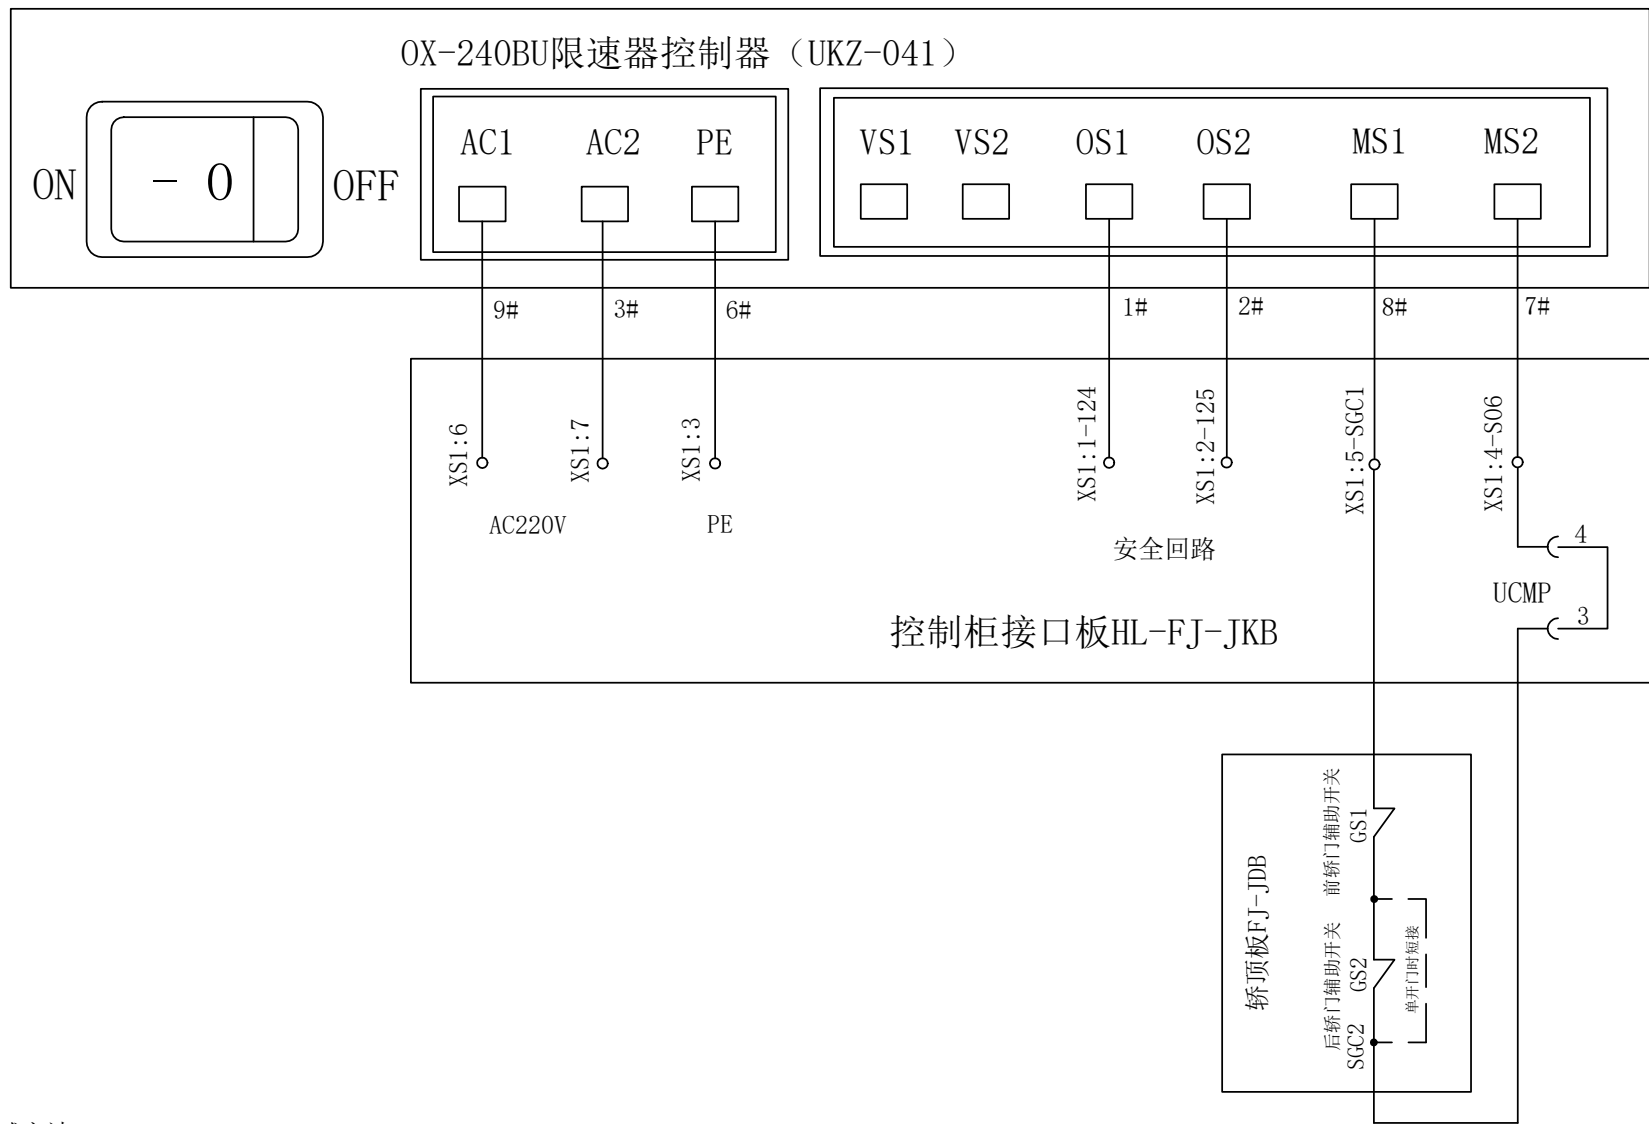 OX-240BU限速器控制器（UKZ-041）
ON
- 0
OFF
AC1
AC2
PE
VS1
VS2
OS1
OS2
MS1
MS2
9#
3#
6#
1#
2#
8#
7#
XS1:6
XS1:7
XS1:3
XS1:1-124
XS1:2-125
XS1:5-SGC1
XS1:4-S06
AC220V
PE
安全回路
4
UCMP
3
控制柜接口板HL-FJ-JKB
轿顶板FJ-JDB
前轿门辅助开关
GS1
后轿门辅助开关
GS2
SGC2
单开门时短接